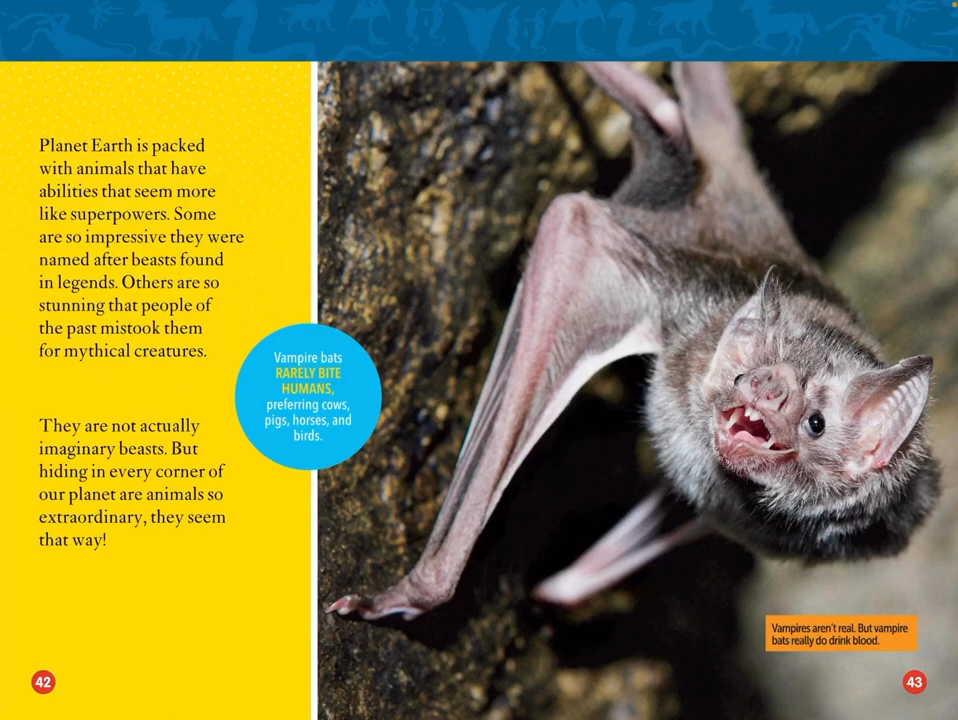 Planet Earth is packed
with animals that have
abilities that seem more
like superpowers. Some
are so impressive they were
named after beasts found
in legends. Others are so
stunning that people of
the past mistook them
for mythical creatures.
They are not actually
imaginary beasts. But
hiding in every corner of
our planet are animals so
extraordinary, they seem
that way!
Vampire bats
RARELY BITE
HUMANS,
preferring cows,
pigs, horses, and
birds.
Vampires aren't real. But vampire
bats really do drink blood.
42
43